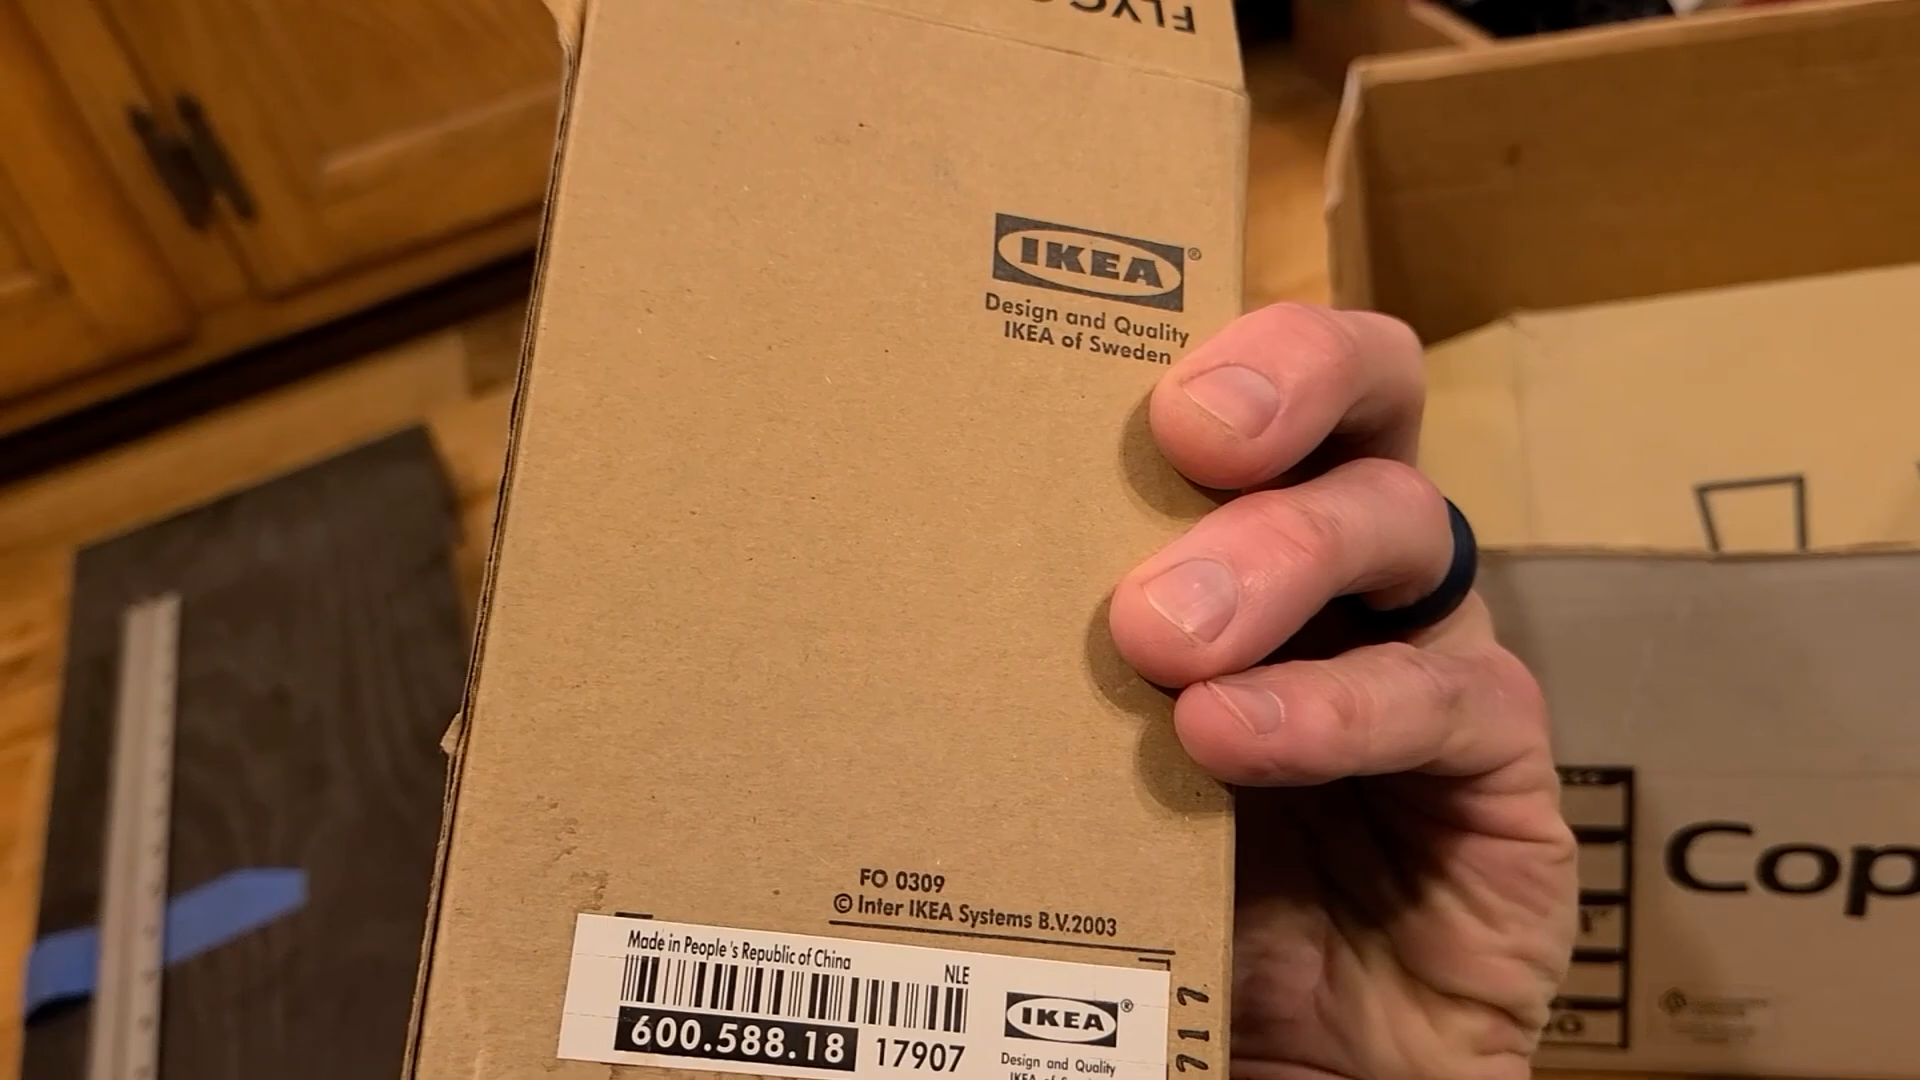 IKEA®
Design and Quality
IKEA of Sweden
FO 0309
© Inter IKEA Systems B.V.2003
Made in People's Republic of China
NLE
600.588.18 17907
IKEA®
Design and Quality
Cop